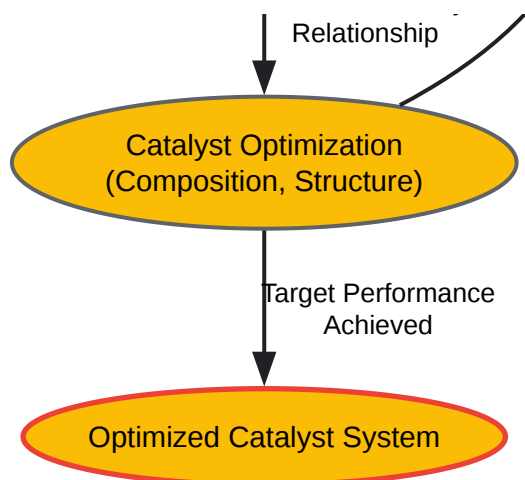 Relationship
Catalyst Optimization
(Composition, Structure)
Target Performance
Achieved
Optimized Catalyst System